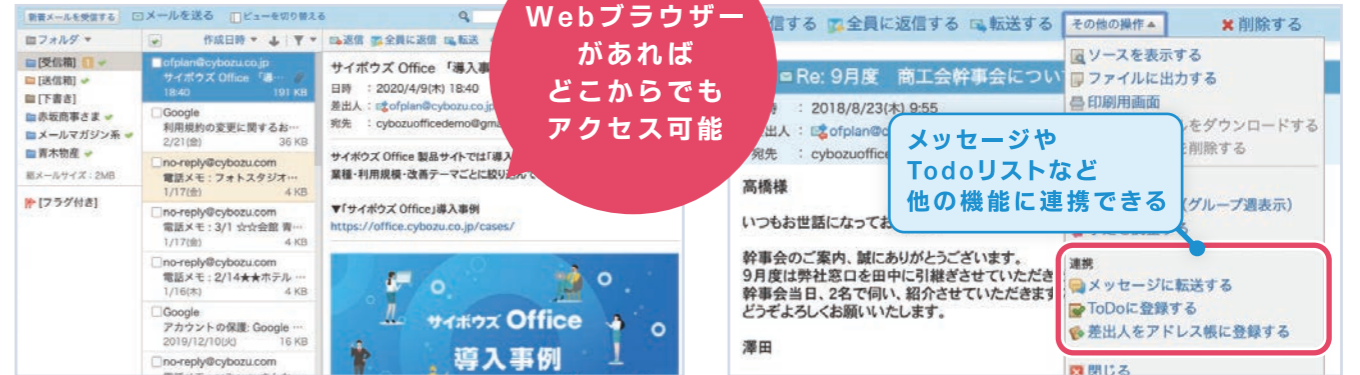 新着メールを受信する メールを送る ビューを切り替える
フォルダ 作成日時 返信 全員に返信 転送
[受信箱] 1
[送信箱]
[下書き]
赤坂商事さま
メールマガジン系
青木物産
総メールサイズ：2MB
[フラグ付き]
ofplan@cybozu.co.jp
サイボウズ Office 「導…
18:40 191 KB
Google
利用規約の変更に関するお…
2/21(金) 36 KB
no-reply@cybozu.com
電話メモ：フォトスタジオ…
1/17(金) 4 KB
no-reply@cybozu.com
電話メモ：3/1 ☆☆会館 青…
1/17(金) 4 KB
no-reply@cybozu.com
電話メモ：2/14★★ホテル …
1/16(木) 4 KB
Google
アカウントの保護: Google …
2019/12/10(火) 16 KB
no-reply@cybozu.com
サイボウズ Office 「導入事
日時 ：2020/4/9(木) 18:40
差出人：ofplan@cybozu.co.jp
宛先 ：cybozuofficedemo@gma
サイボウズ Office 製品サイトでは「導入
業種・利用規模・改善テーマごとに絞り込んで
▼「サイボウズ Office」導入事例
https://office.cybozu.co.jp/cases/
サイボウズ Office
導入事例
Webブラウザー
があれば
どこからでも
アクセス可能
信する 全員に返信する 転送する その他の操作▲ 削除する
Re: 9月度 商工会幹事会につい
：2018/8/23(木) 9:55
出人：ofplan@c
宛先 ：cybozuoffice
高橋様
いつもお世話になってお
幹事会のご案内、誠にありがとうございます。
9月度は弊社窓口を田中に引継ぎさせていただき
幹事会当日、2名で伺い、紹介させていただきます
どうぞよろしくお願いいたします。
澤田
ソースを表示する
ファイルに出力する
印刷用画面
をダウンロードする
削除する
(グループ週表示)
メッセージや
Todoリストなど
他の機能に連携できる
連携
メッセージに転送する
ToDoに登録する
差出人をアドレス帳に登録する
閉じる